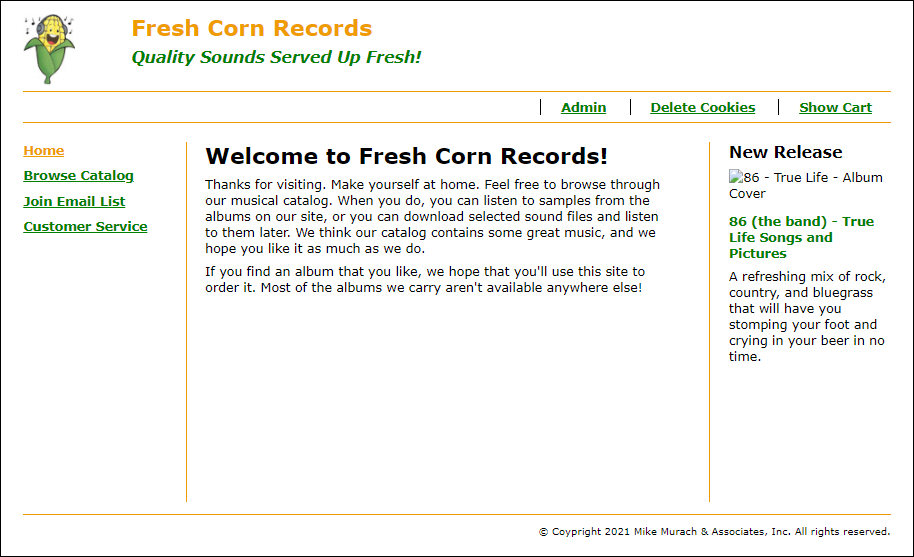 Fresh Corn Records
Quality Sounds Served Up Fresh!
Admin
Delete Cookies
Show Cart
Home
Browse Catalog
Join Email List
Customer Service
Welcome to Fresh Corn Records!
Thanks for visiting. Make yourself at home. Feel free to browse through
our musical catalog. When you do, you can listen to samples from the
albums on our site, or you can download selected sound files and listen
to them later. We think our catalog contains some great music, and we
hope you like it as much as we do.
If you find an album that you like, we hope that you'll use this site to
order it. Most of the albums we carry aren't available anywhere else!
New Release
86 - True Life - Album
Cover
86 (the band) - True
Life Songs and
Pictures
A refreshing mix of rock,
country, and bluegrass
that will have you
stomping your foot and
crying in your beer in no
time.
© Coypright 2021 Mike Murach & Associates, Inc. All rights reserved.